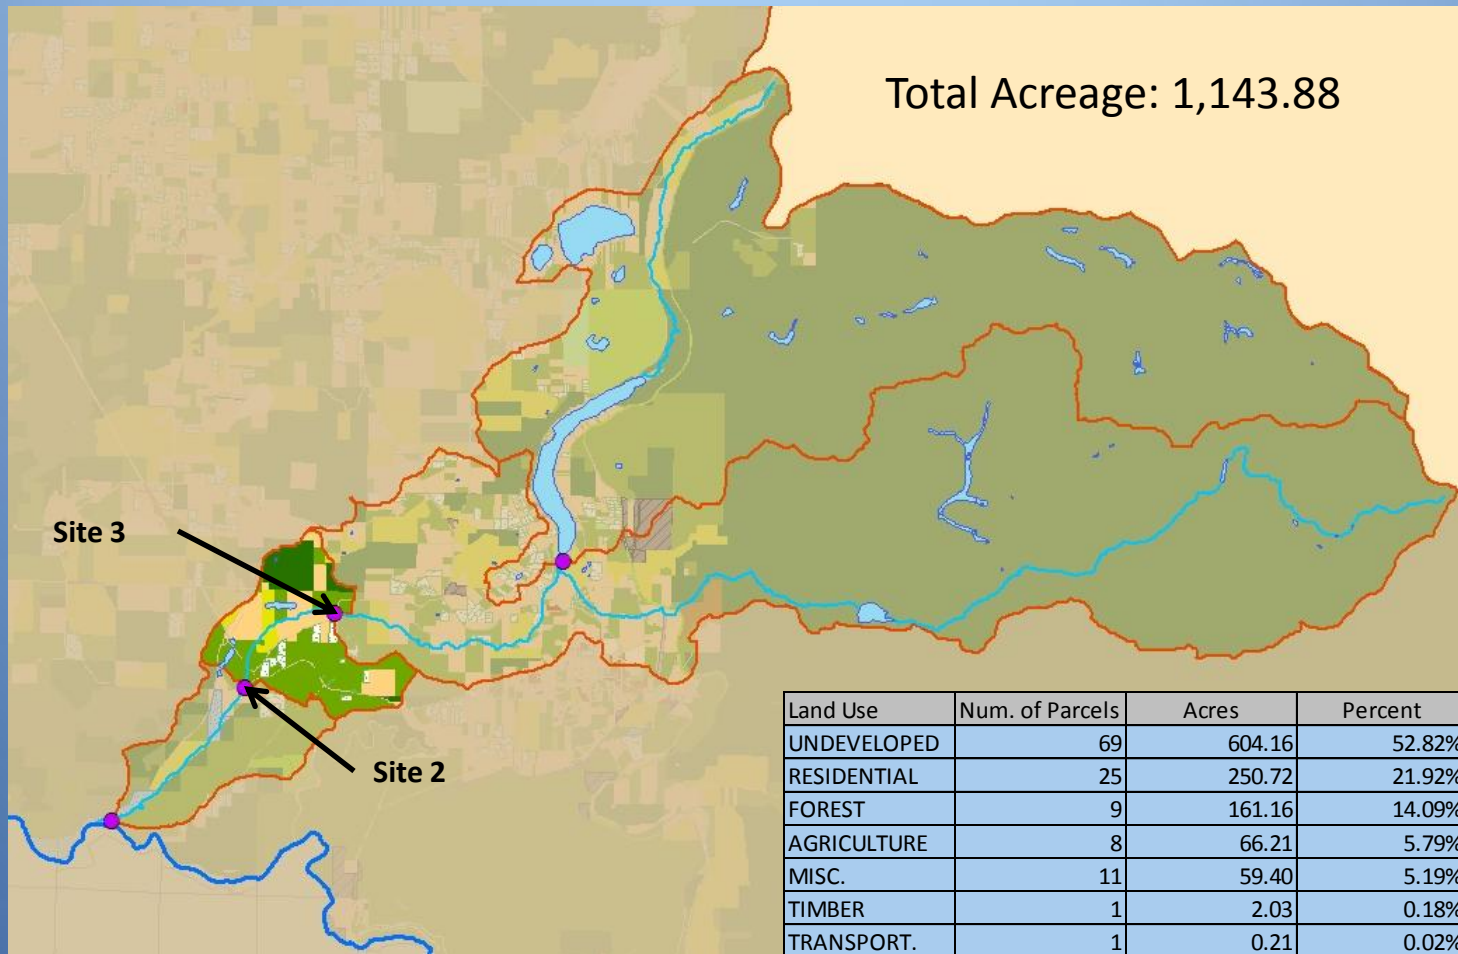 Total Acreage: 1,143.88
Site 3
Site 2
Land Use Num. of Parcels Acres Percent
UNDEVELOPED 69 604.16 52.82%
RESIDENTIAL 25 250.72 21.92%
FOREST 9 161.16 14.09%
AGRICULTURE 8 66.21 5.79%
MISC. 11 59.40 5.19%
TIMBER 1 2.03 0.18%
TRANSPORT. 1 0.21 0.02%